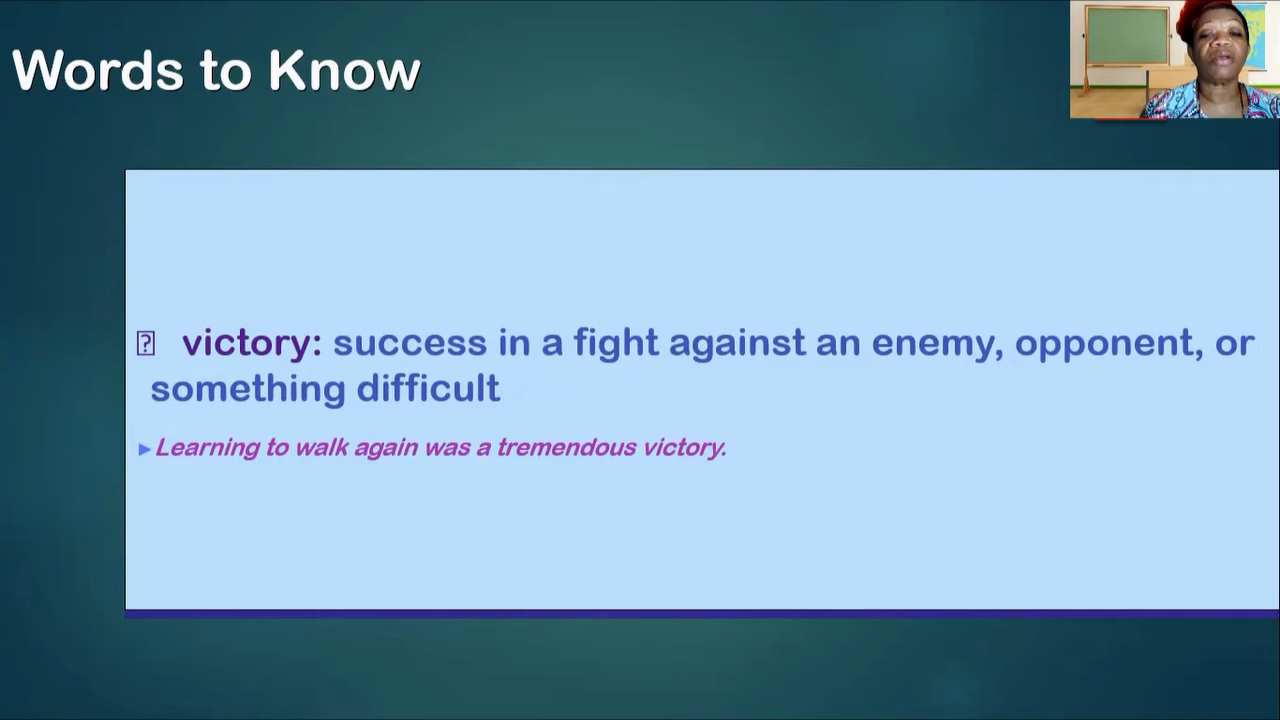 Words to Know
victory: success in a fight against an enemy, opponent, or
something difficult
Learning to walk again was a tremendous victory.